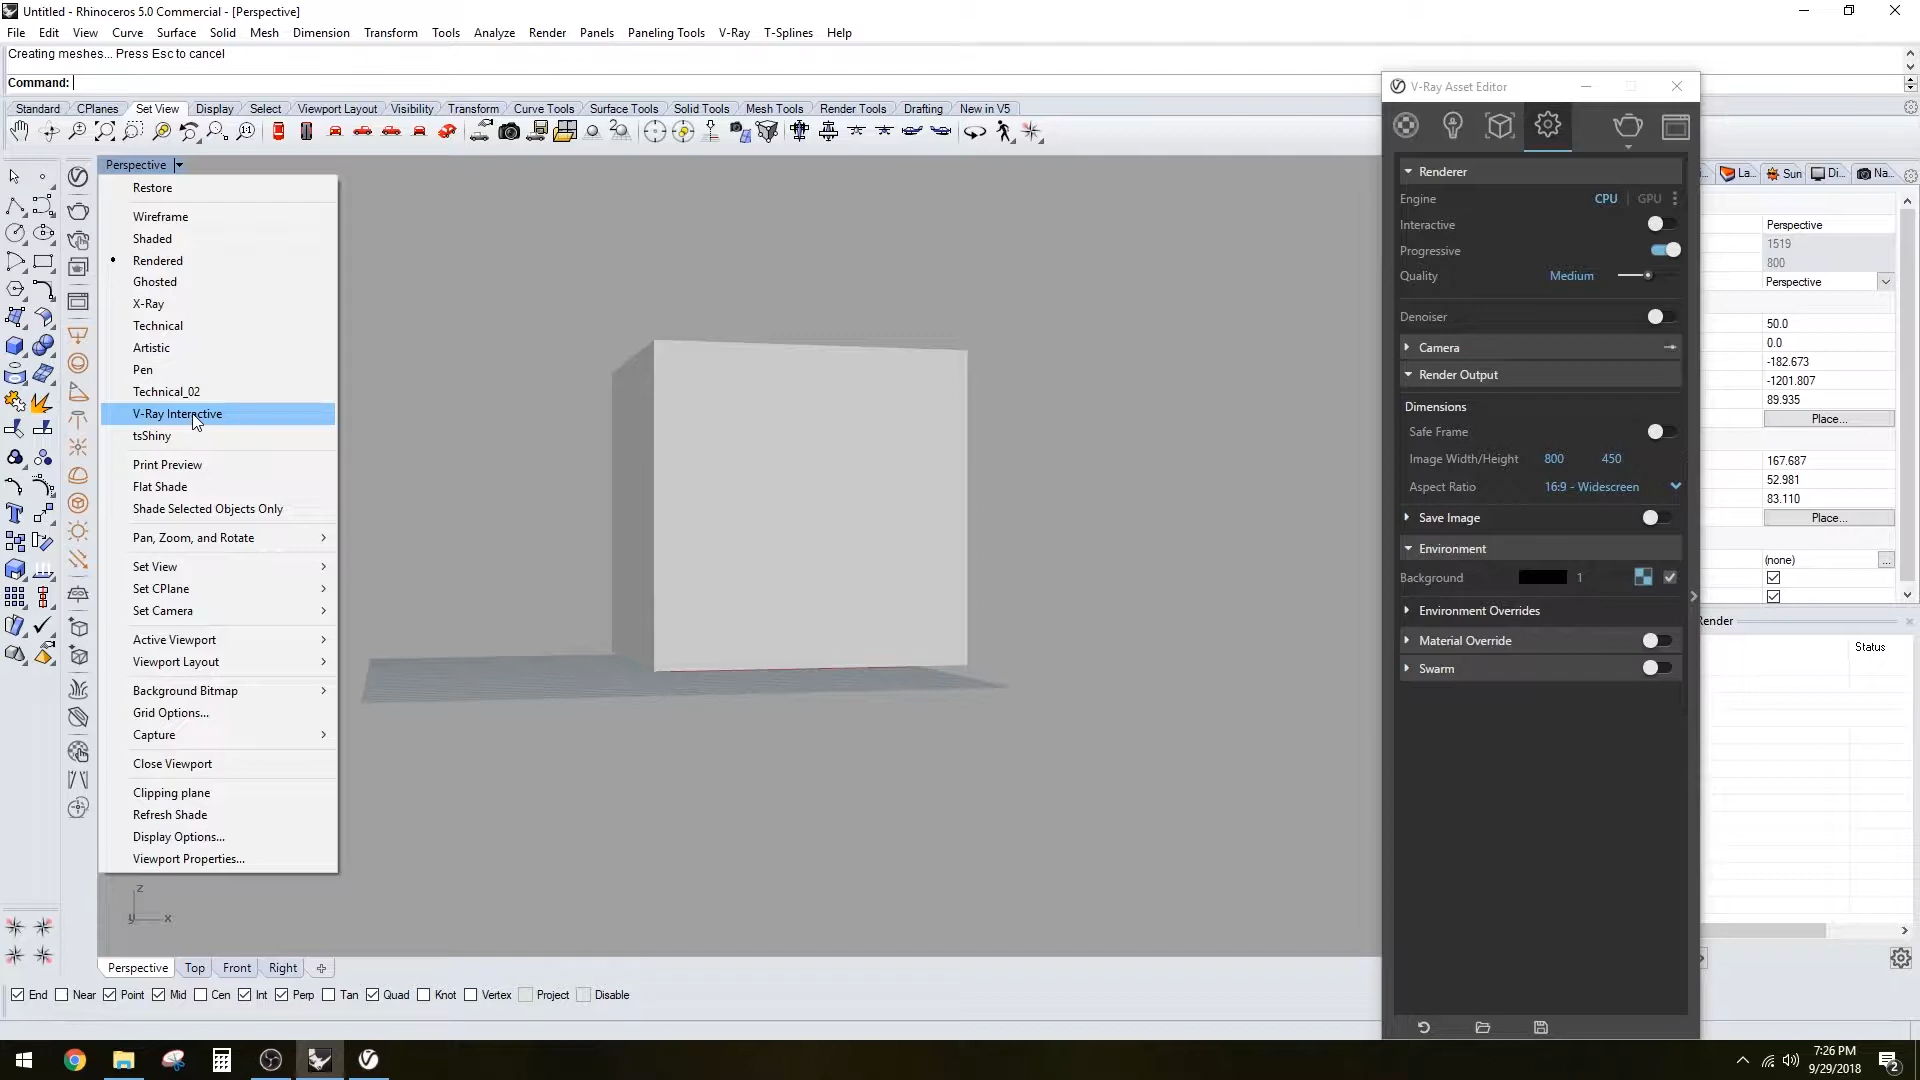 Untitled - Rhinoceros 5.0 Commercial - [Perspective]
File Edit View Curve Surface Solid Mesh Dimension Transform Tools Analyze Render Panels Paneling Tools V-Ray T-Splines Help
Creating meshes... Press Esc to cancel
Command:
Standard CPlanes Set View Display Select Viewport Layout Visibility Transform Curve Tools Surface Tools Solid Tools Mesh Tools Render Tools Drafting New in V5
Perspective
Restore
Wireframe
Shaded
Rendered
Ghosted
X-Ray
Technical
Artistic
Pen
Technical_02
V-Ray Interactive
tsShiny
Print Preview
Flat Shade
Shade Selected Objects Only
Pan, Zoom, and Rotate
Set View
Set CPlane
Set Camera
Active Viewport
Viewport Layout
Background Bitmap
Grid Options...
Capture
Close Viewport
Clipping plane
Refresh Shade
Display Options...
Viewport Properties...
z
y x
V-Ray Asset Editor
Renderer
Engine CPU GPU
Interactive
Progressive
Quality Medium
Denoiser
Camera
Render Output
Dimensions
Safe Frame
Image Width/Height 800 450
Aspect Ratio 16:9 - Widescreen
Save Image
Environment
Background 1
Environment Overrides
Material Override
Swarm
La... Sun Di... Na...
Perspective
1519
800
Perspective
50.0
0.0
-182.673
-1201.807
89.935
Place...
167.687
52.981
83.110
Place...
(none) ...
Render
Status
Perspective Top Front Right
End Near Point Mid Cen Int Perp Tan Quad Knot Vertex Project Disable
7:26 PM
9/29/2018
2